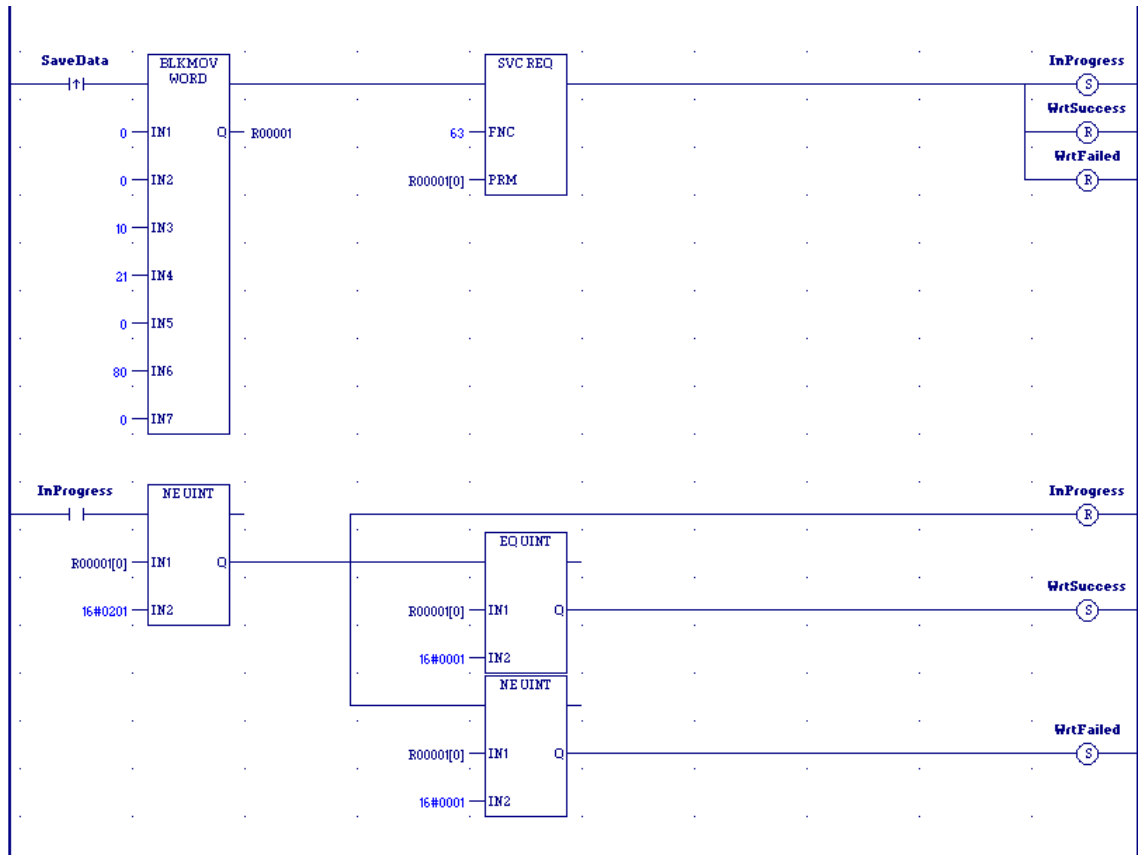 SaveData
BLKMOV
WORD
SVC REQ
InProgress
S
WrtSuccess
0 IN1 Q R00001
63 FNC
R
WrtFailed
0 IN2
R00001[0] PRM
R
10 IN3
21 IN4
0 IN5
80 IN6
0 IN7
InProgress
NE UINT
InProgress
R
EQ UINT
R00001[0] IN1 Q
WrtSuccess
16#0201 IN2
R00001[0] IN1 Q
S
16#0001 IN2
NE UINT
WrtFailed
R00001[0] IN1 Q
S
16#0001 IN2